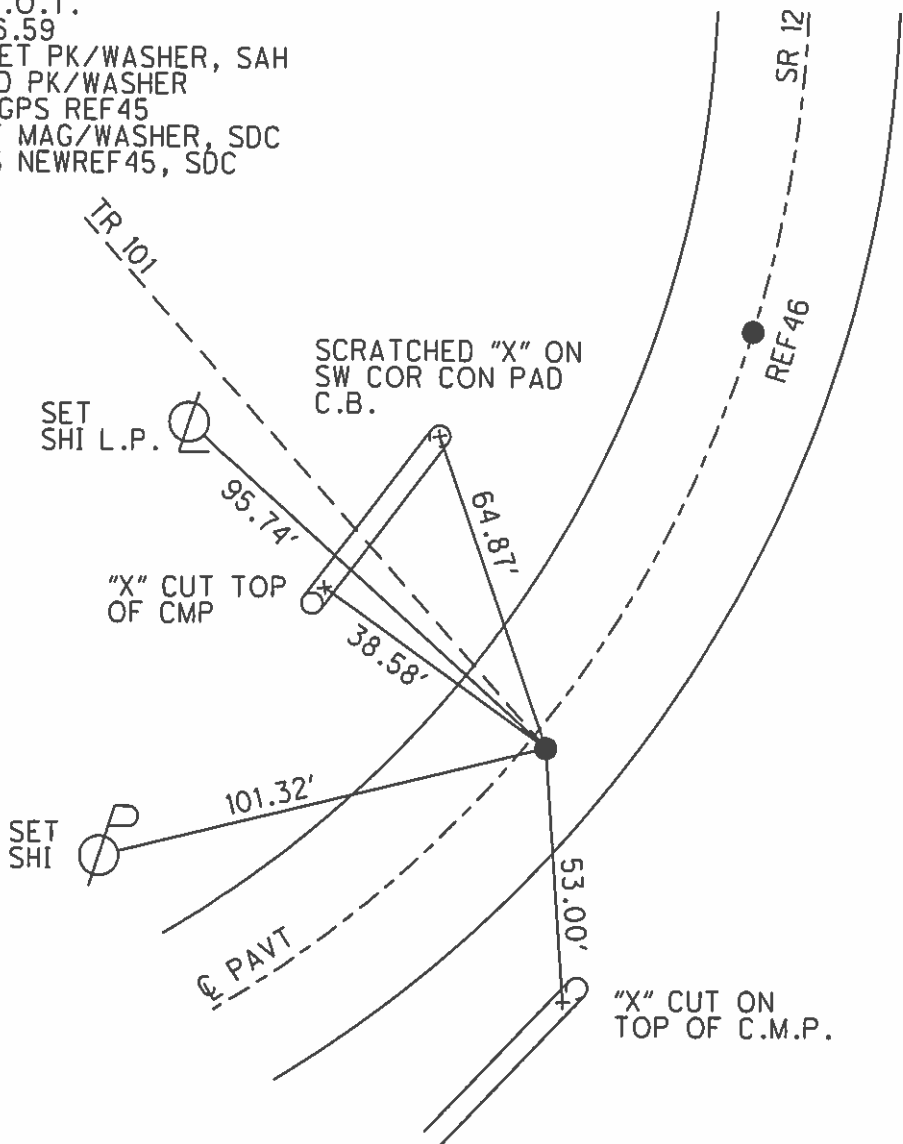 .O.T.
.59
ET PK/WASHER, SAH
PK/WASHER
GPS REF45
MAG/WASHER, SDC
NEWREF45, SDC
TR 101
SR 12
REF46
SCRATCHED "X" ON
SW COR CON PAD
C.B.
SET
SHI L.P.
95.74'
64.87'
"X" CUT TOP
OF CMP
38.58'
101.32'
SET
SHI
53.00'
℄ PAVT
"X" CUT ON
TOP OF C.M.P.